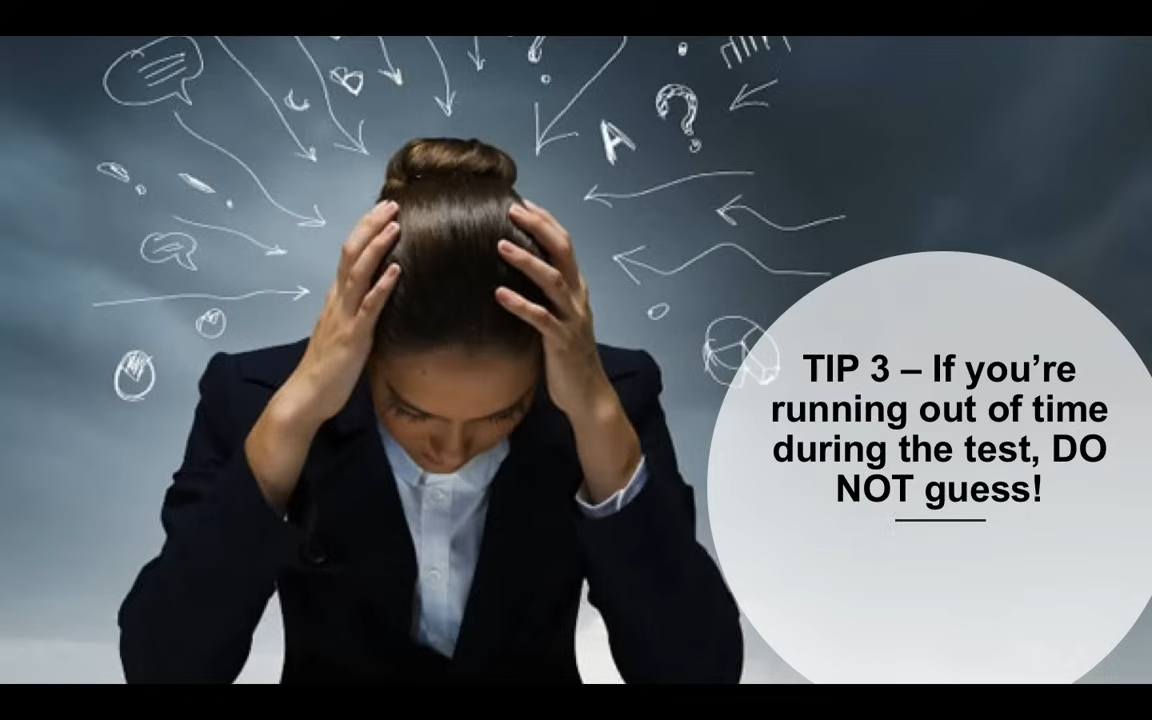 A
TIP 3 – If you’re
running out of time
during the test, DO
NOT guess!